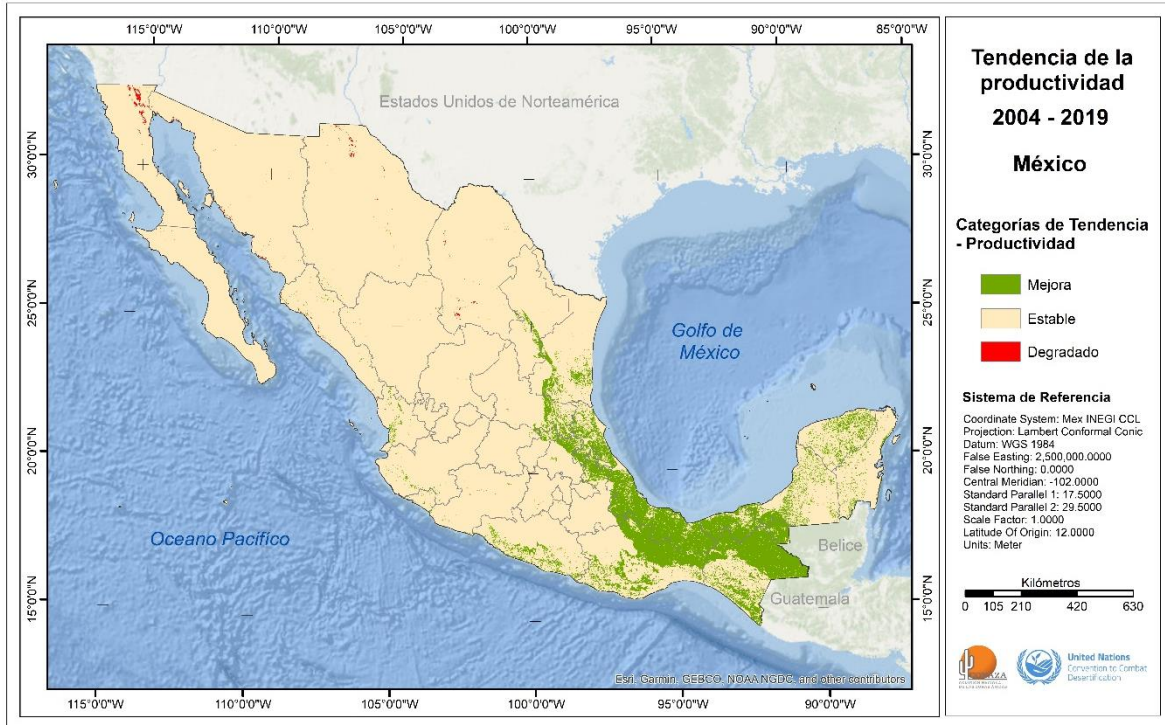 115°0'0"W
110°0'0"W
105°0'0"W
100°0'0"W
95°0'0"W
90°0'0"W
85°0'0"W
30°0'0"N
25°0'0"N
20°0'0"N
15°0'0"N
30°0'0"N
25°0'0"N
20°0'0"N
15°0'0"N
Estados Unidos de Norteamérica
Golfo de
México
Oceano Pacifico
Belice
Guatemala
Esri, Garmin, GEBCO, NOAA NGDC, and other contributors
115°0'0"W
110°0'0"W
105°0'0"W
100°0'0"W
95°0'0"W
90°0'0"W
Tendencia de la
productividad
2004 - 2019
México
Categorías de Tendencia
- Productividad
Mejora
Estable
Degradado
Sistema de Referencia
Coordinate System: Mex INEGI CCL
Projection: Lambert Conformal Conic
Datum: WGS 1984
False Easting: 2,500,000.0000
False Northing: 0.0000
Central Meridian: -102.0000
Standard Parallel 1: 17.5000
Standard Parallel 2: 29.5000
Scale Factor: 1.0000
Latitude Of Origin: 12.0000
Units: Meter
Kilómetros
0 105 210 420 630
United Nations
Convention to Combat
Desertification